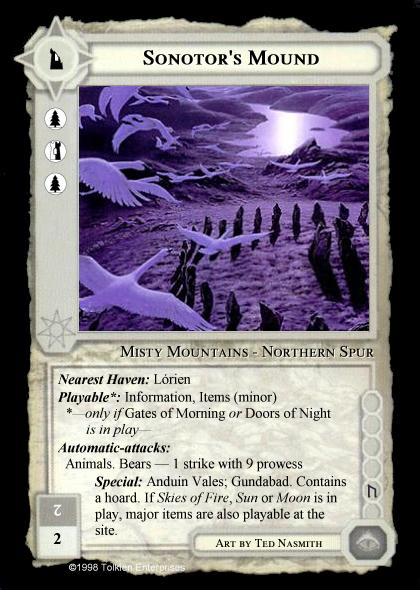 Sonotor's Mound
Misty Mountains - Northern Spur
Nearest Haven: Lórien
Playable*: Information, Items (minor)
*—only if Gates of Morning or Doors of Night
is in play—
Automatic-attacks:
Animals. Bears — 1 strike with 9 prowess
Special: Anduin Vales; Gundabad. Contains
a hoard. If Skies of Fire, Sun or Moon is in
play, major items are also playable at the
site.
2
2
Art by Ted Nasmith
©1998 Tolkien Enterprises